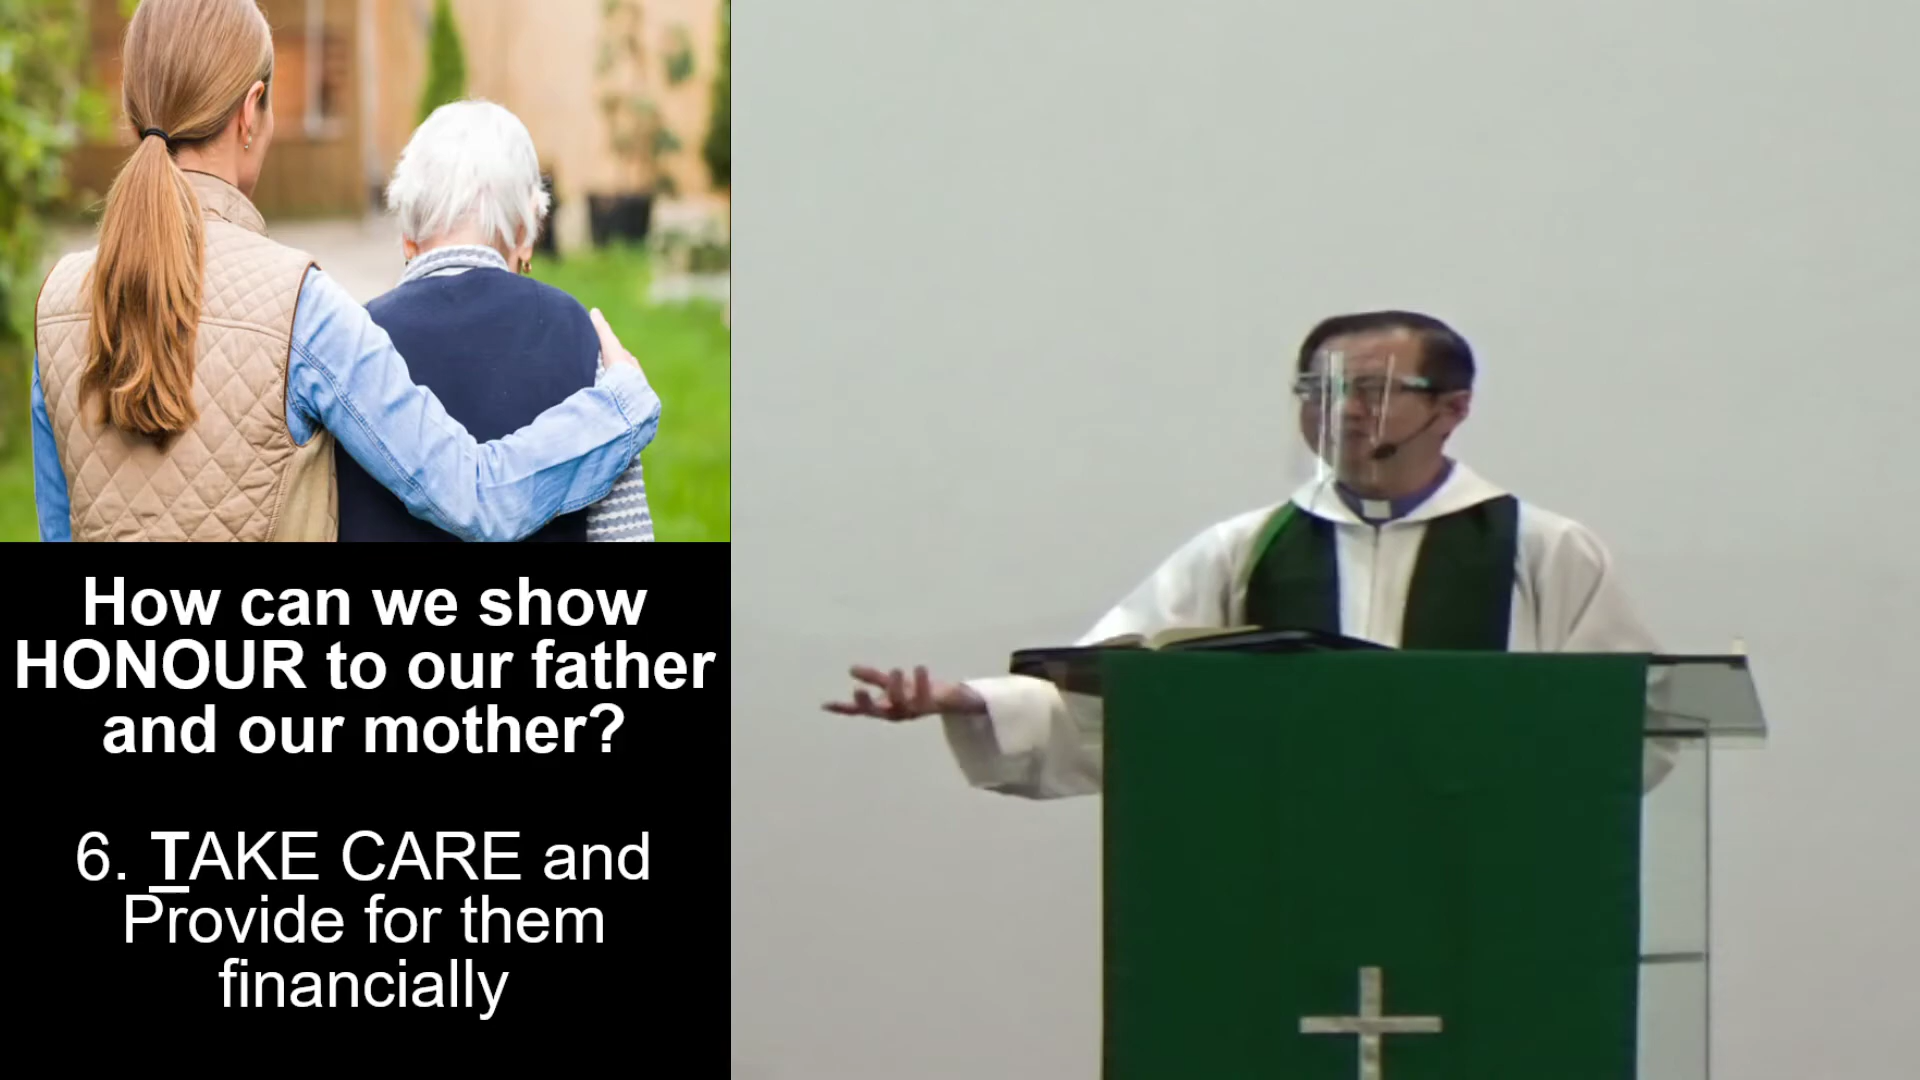 How can we show
HONOUR to our father
and our mother?
6. TAKE CARE and
Provide for them
financially